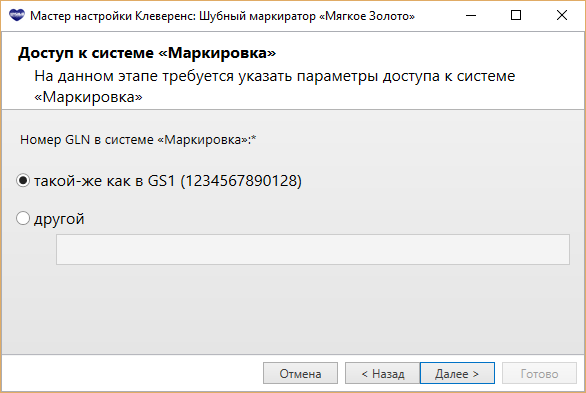 Мастер настройки Клеверенс: Шубный маркиратор «Мягкое Золото»
Доступ к системе «Маркировка»
На данном этапе требуется указать параметры доступа к системе
«Маркировка»
Номер GLN в системе «Маркировка»:*
такой-же как в GS1 (1234567890128)
другой
Отмена
< Назад
Далее >
Готово